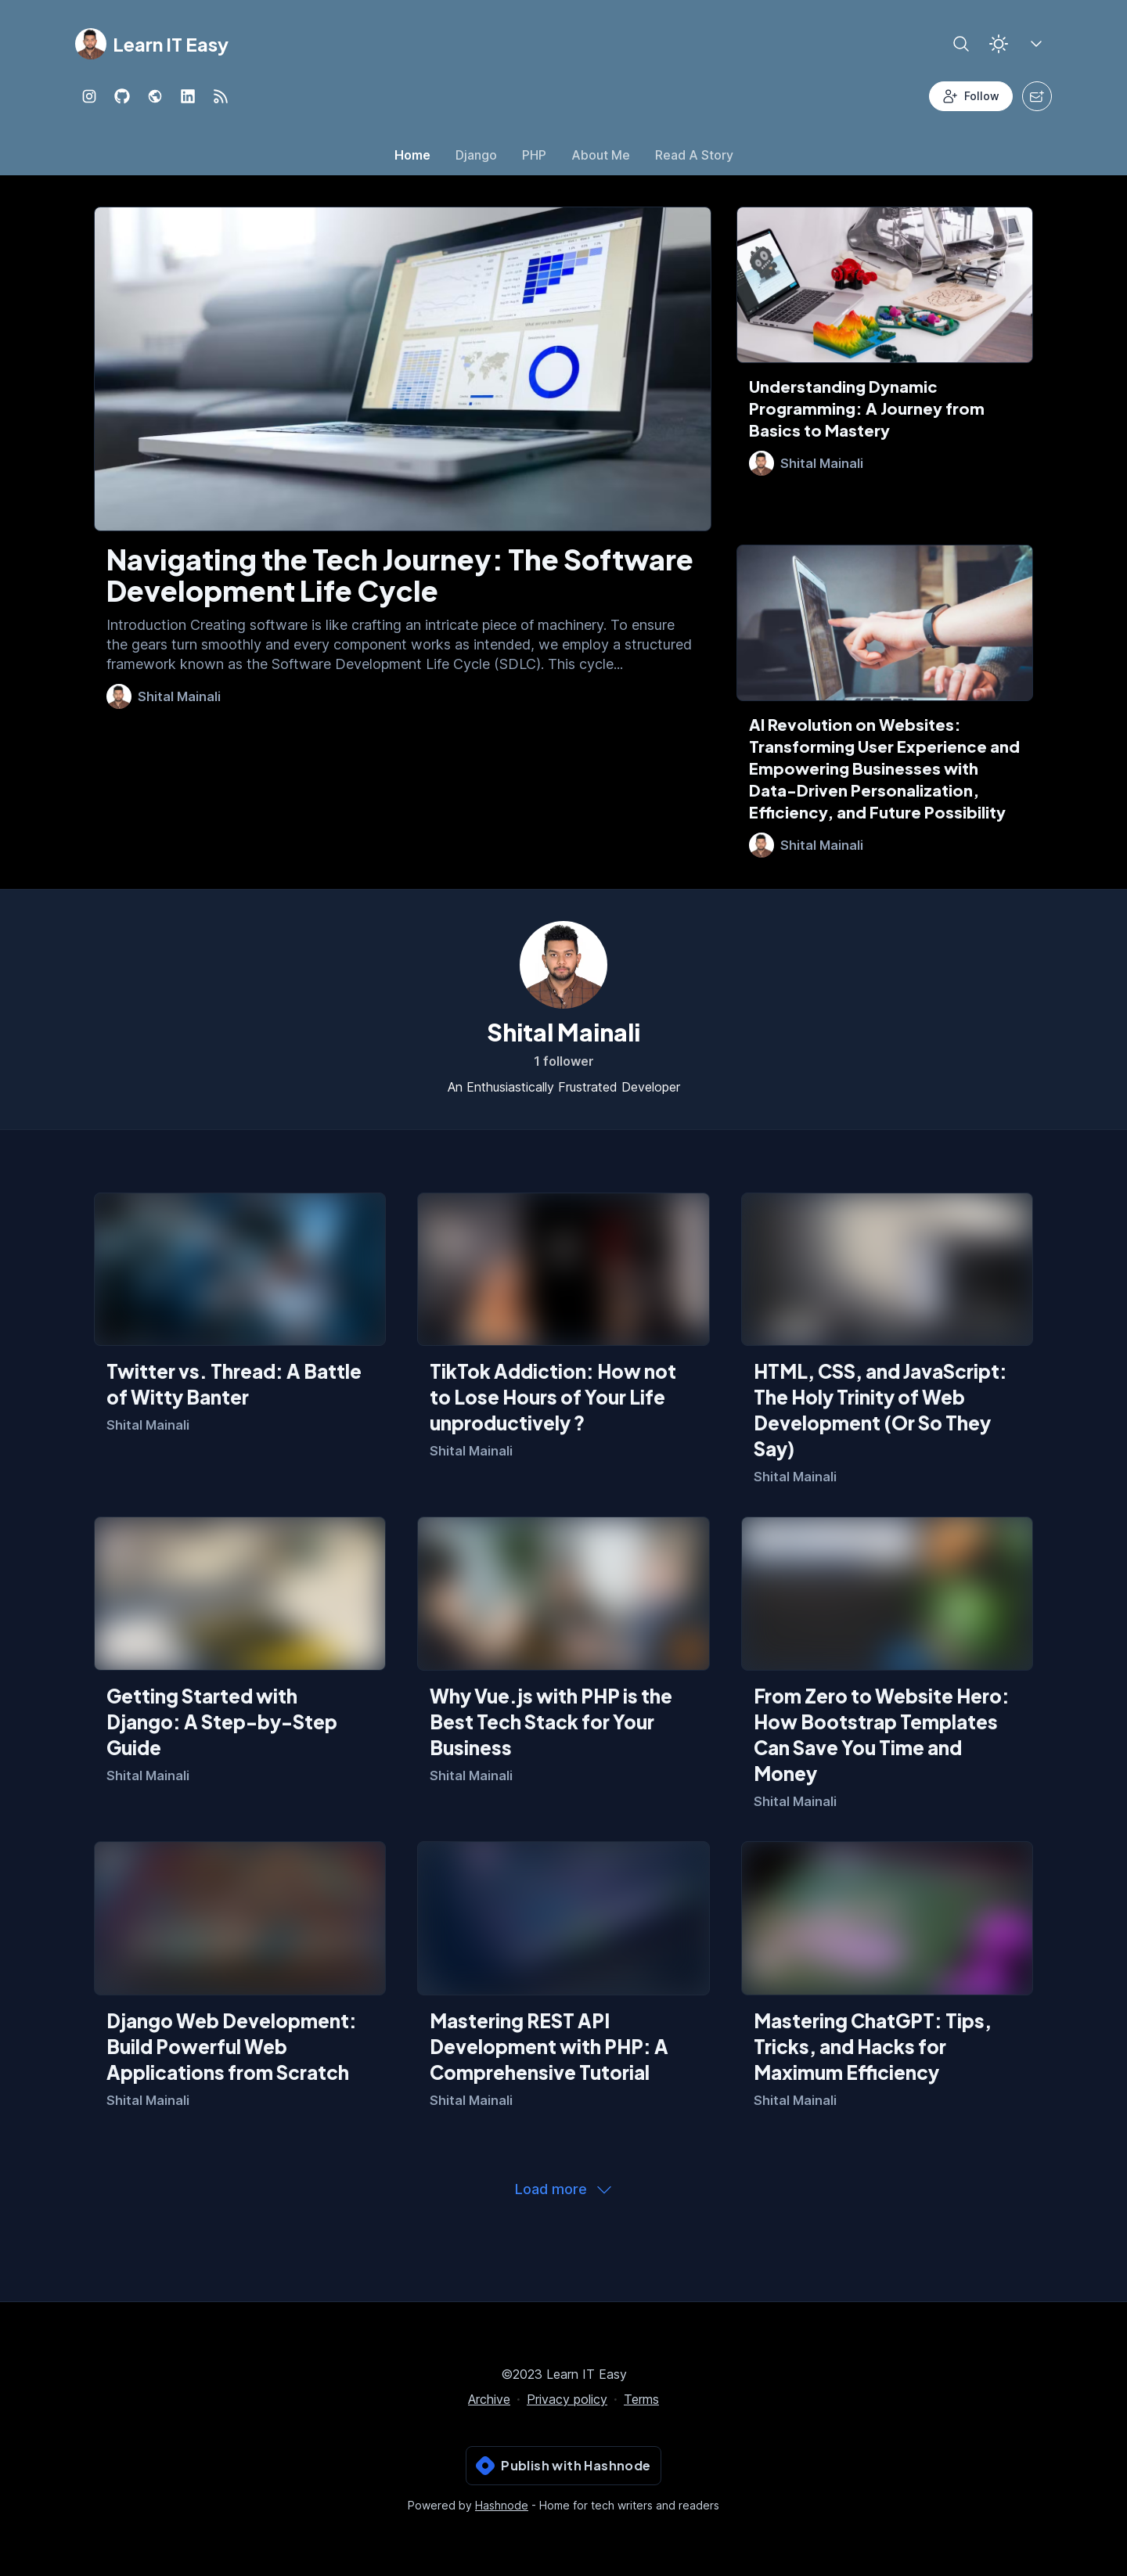 Learn IT Easy
Follow
Home Django PHP About Me Read A Story
Navigating the Tech Journey: The Software
Development Life Cycle
Introduction Creating software is like crafting an intricate piece of machinery. To ensure
the gears turn smoothly and every component works as intended, we employ a structured
framework known as the Software Development Life Cycle (SDLC). This cycle...
Shital Mainali
Understanding Dynamic
Programming: A Journey from
Basics to Mastery
Shital Mainali
AI Revolution on Websites:
Transforming User Experience and
Empowering Businesses with
Data-Driven Personalization,
Efficiency, and Future Possibility
Shital Mainali
Shital Mainali
1 follower
An Enthusiastically Frustrated Developer
Twitter vs. Thread: A Battle
of Witty Banter
Shital Mainali
TikTok Addiction: How not
to Lose Hours of Your Life
unproductively ?
Shital Mainali
HTML, CSS, and JavaScript:
The Holy Trinity of Web
Development (Or So They
Say)
Shital Mainali
Getting Started with
Django: A Step-by-Step
Guide
Shital Mainali
Why Vue.js with PHP is the
Best Tech Stack for Your
Business
Shital Mainali
From Zero to Website Hero:
How Bootstrap Templates
Can Save You Time and
Money
Shital Mainali
Django Web Development:
Build Powerful Web
Applications from Scratch
Shital Mainali
Mastering REST API
Development with PHP: A
Comprehensive Tutorial
Shital Mainali
Mastering ChatGPT: Tips,
Tricks, and Hacks for
Maximum Efficiency
Shital Mainali
Load more
©2023 Learn IT Easy
Archive · Privacy policy · Terms
Publish with Hashnode
Powered by Hashnode - Home for tech writers and readers